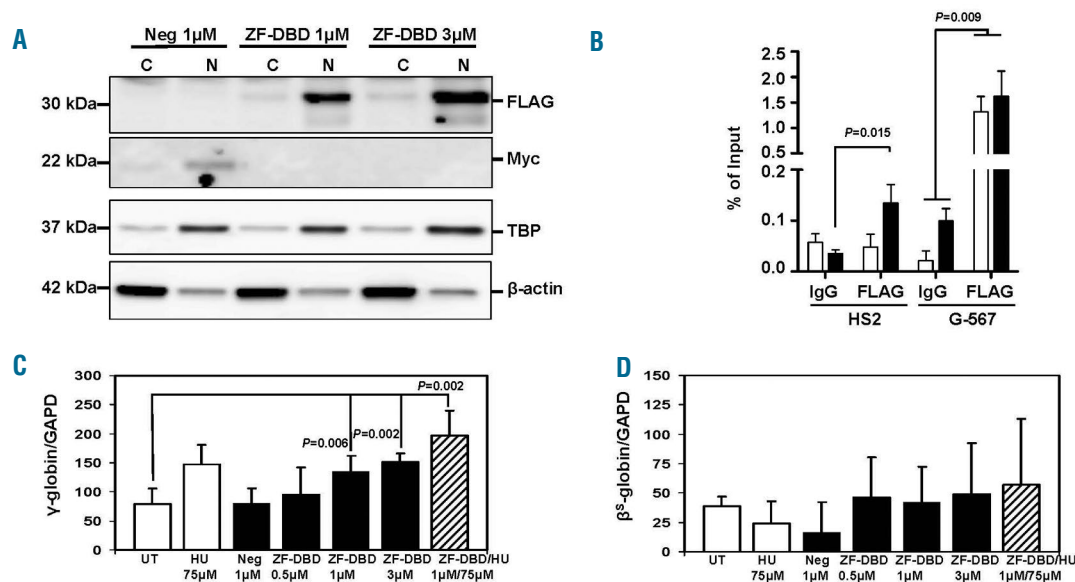 A
Neg 1µM ZF-DBD 1µM ZF-DBD 3µM
C N C N C N
30 kDa FLAG
22 kDa Myc
37 kDa TBP
42 kDa β-actin
B
P=0.009
P=0.015
% of Input
2.5
2.0
1.5
1.0
0.5
0.2
0.1
0.0
IgG FLAG IgG FLAG
HS2 G-567
C
γ-globin/GAPD
300
250
200
150
100
50
00
P=0.006
P=0.002
P=0.002
UT HU Neg ZF-DBD ZF-DBD ZF-DBD ZF-DBD/HU
75µM 1µM 0.5µM 1µM 3µM 1µM/75µM
D
βˢ-globin/GAPD
150
125
100
75
50
25
00
UT HU Neg ZF-DBD ZF-DBD ZF-DBD ZF-DBD/HU
75µM 1µM 0.5µM 1µM 3µM 1µM/75µM